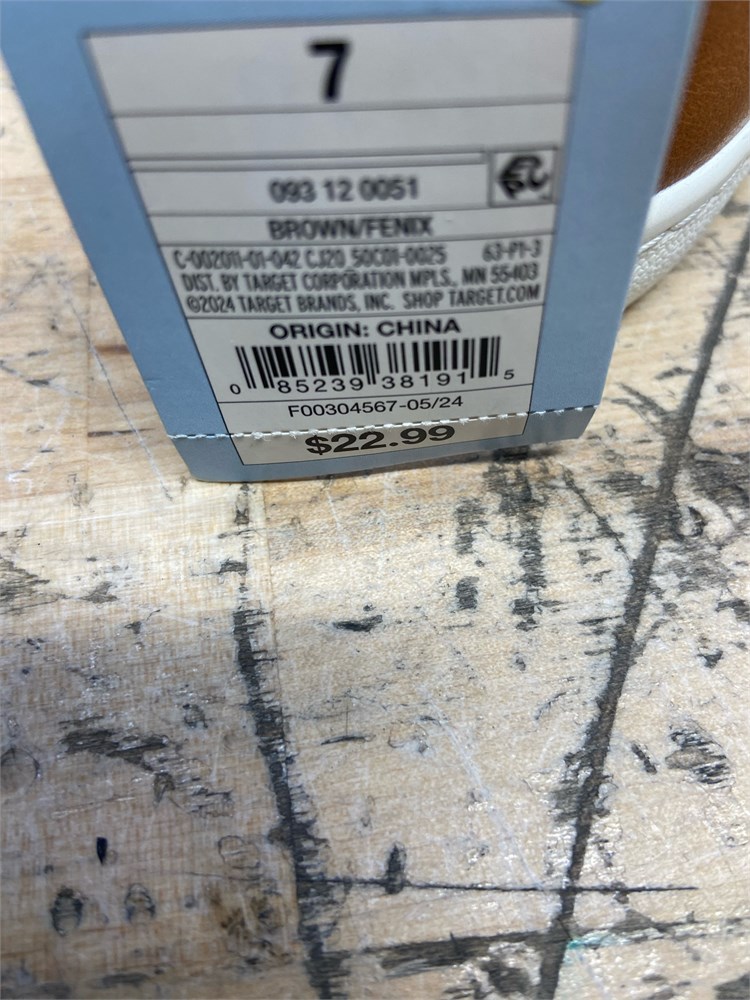 7
093 12 0051
BROWN/FENIX
C-002011-01-042 CJ20 50C01-0025 63-P1-3
DIST. BY TARGET CORPORATION MPLS., MN 55403
©2024 TARGET BRANDS, INC. SHOP TARGET.COM
ORIGIN: CHINA
0 85239 38191 5
F00304567-05/24
$22.99